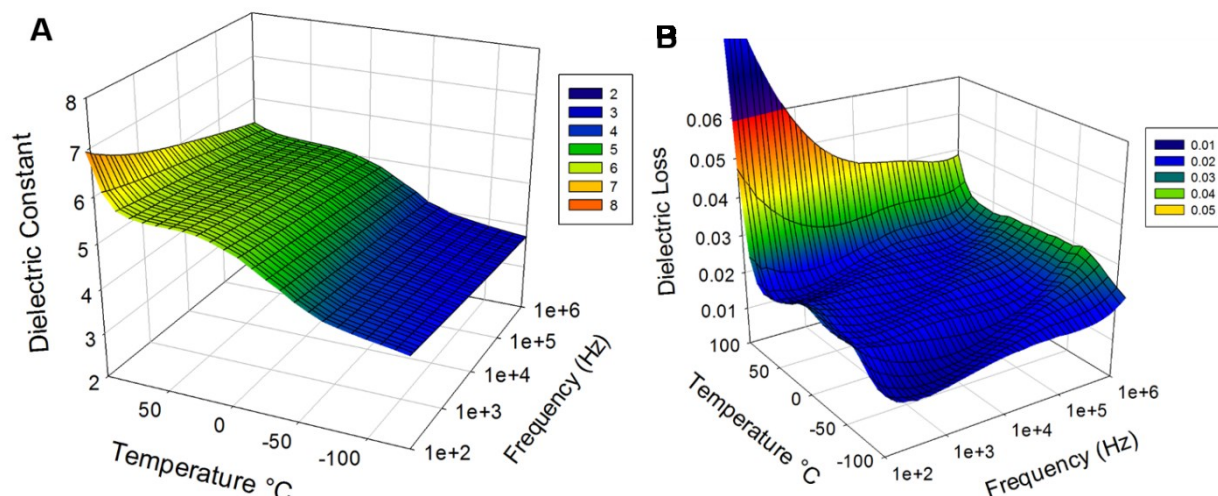 A
8
7
6
5
4
3
2
Dielectric Constant
50
0
-50
-100
Temperature °C
1e+2
1e+3
1e+4
1e+5
1e+6
Frequency (Hz)
2
3
4
5
6
7
8
B
0.06
0.05
0.04
0.03
0.02
0.01
Dielectric Loss
100
50
0
-50
-100
Temperature °C
1e+2
1e+3
1e+4
1e+5
1e+6
Frequency (Hz)
0.01
0.02
0.03
0.04
0.05